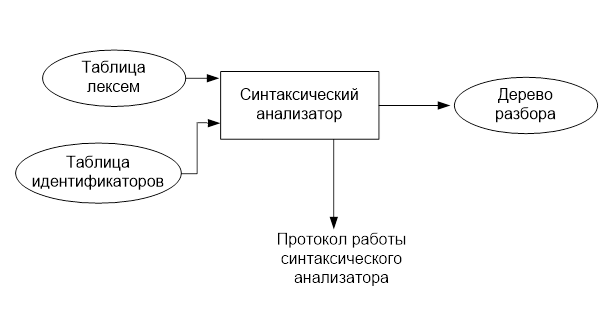 Таблица
лексем
Синтаксический
анализатор
Дерево
разбора
Таблица
идентификаторов
Протокол работы
синтаксического
анализатора